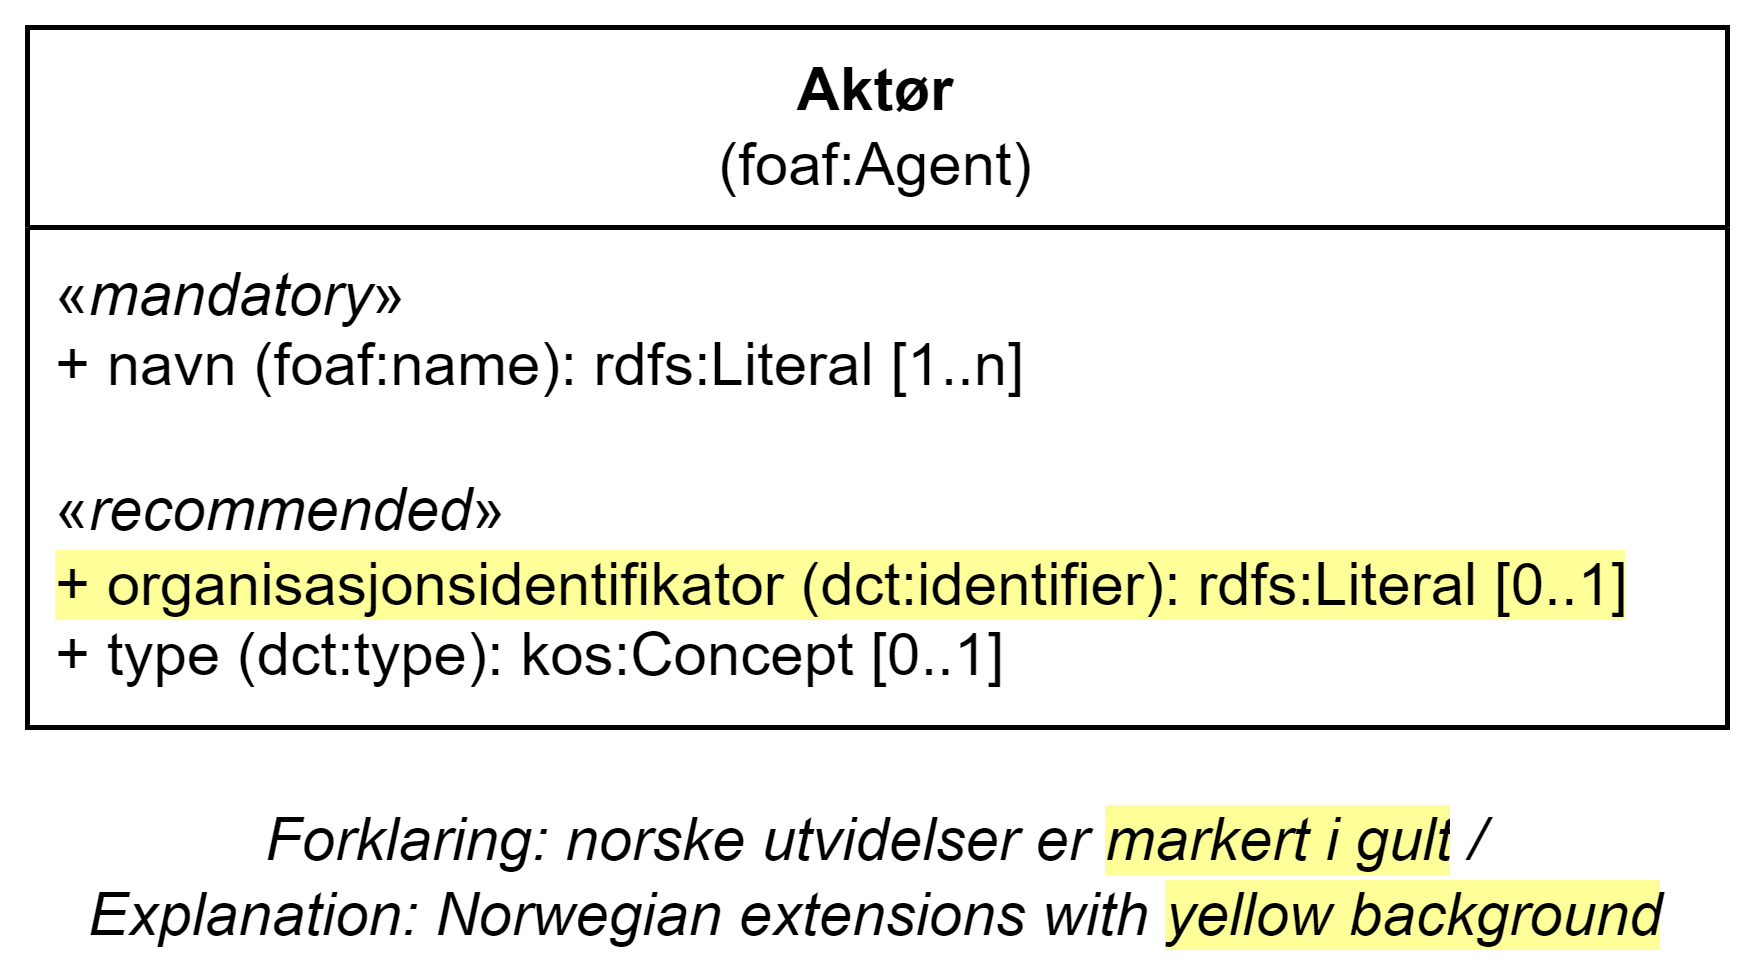 Aktør
(foaf:Agent)
«mandatory»
+ navn (foaf:name): rdfs:Literal [1..n]
«recommended»
+ organisasjonsidentifikator (dct:identifier): rdfs:Literal [0..1]
+ type (dct:type): kos:Concept [0..1]
Forklaring: norske utvidelser er markert i gult /
Explanation: Norwegian extensions with yellow background